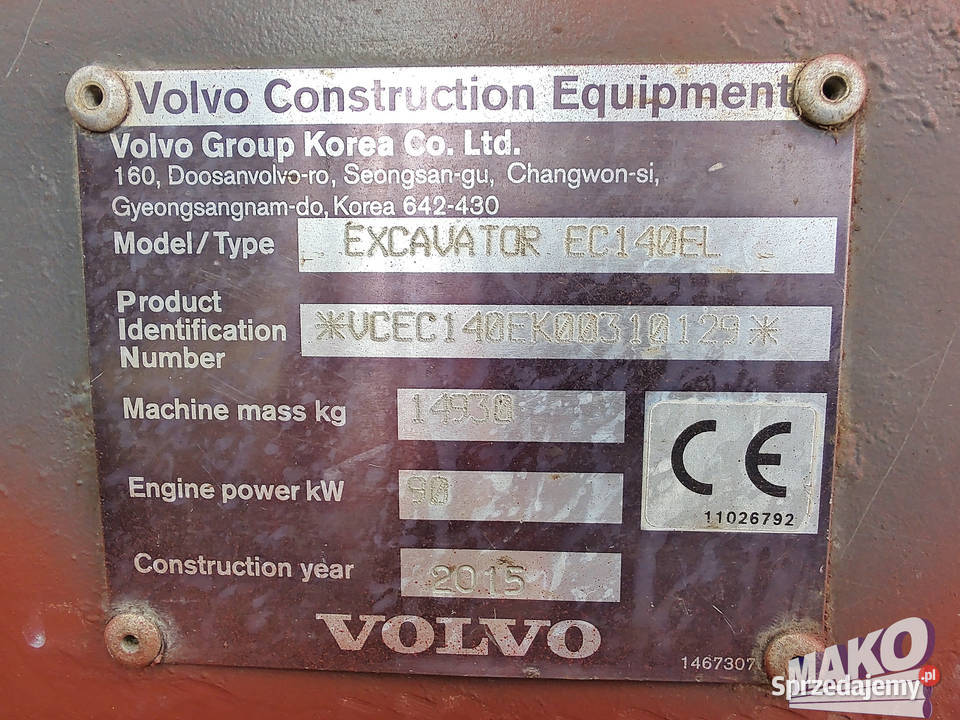 Volvo Construction Equipment
Volvo Group Korea Co. Ltd.
160, Doosanvolvo-ro, Seongsan-gu, Changwon-si,
Gyeongsangnam-do, Korea 642-430
Model/Type EXCAVATOR EC140EL
Product
Identification
Number
*VCEC140EK00310129*
Machine mass kg 14930
CE
11026792
Engine power kW 90
Construction year 2015
VOLVO
1467307
MAKO
Sprzedajemy.pl